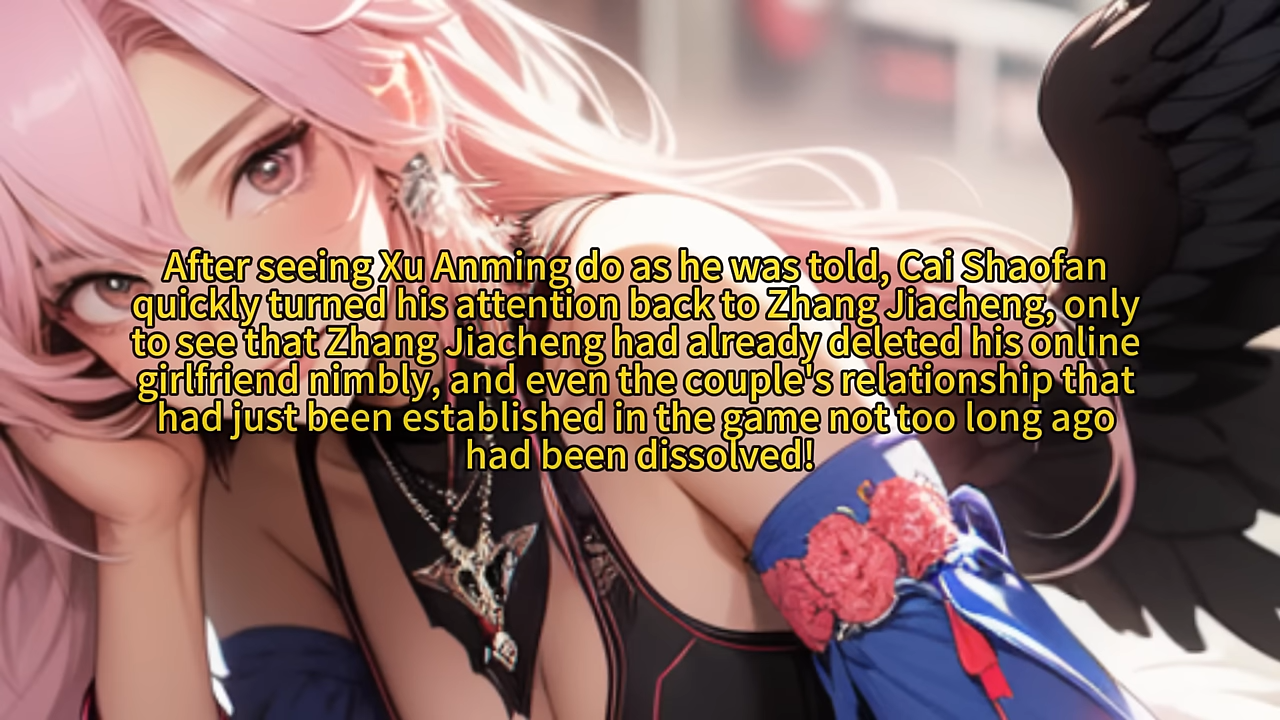 After seeing Xu Anming do as he was told, Cai Shaofan
quickly turned his attention back to Zhang Jiacheng, only
to see that Zhang Jiacheng had already deleted his online
girlfriend nimbly, and even the couple's relationship that
had just been established in the game not too long ago
had been dissolved!